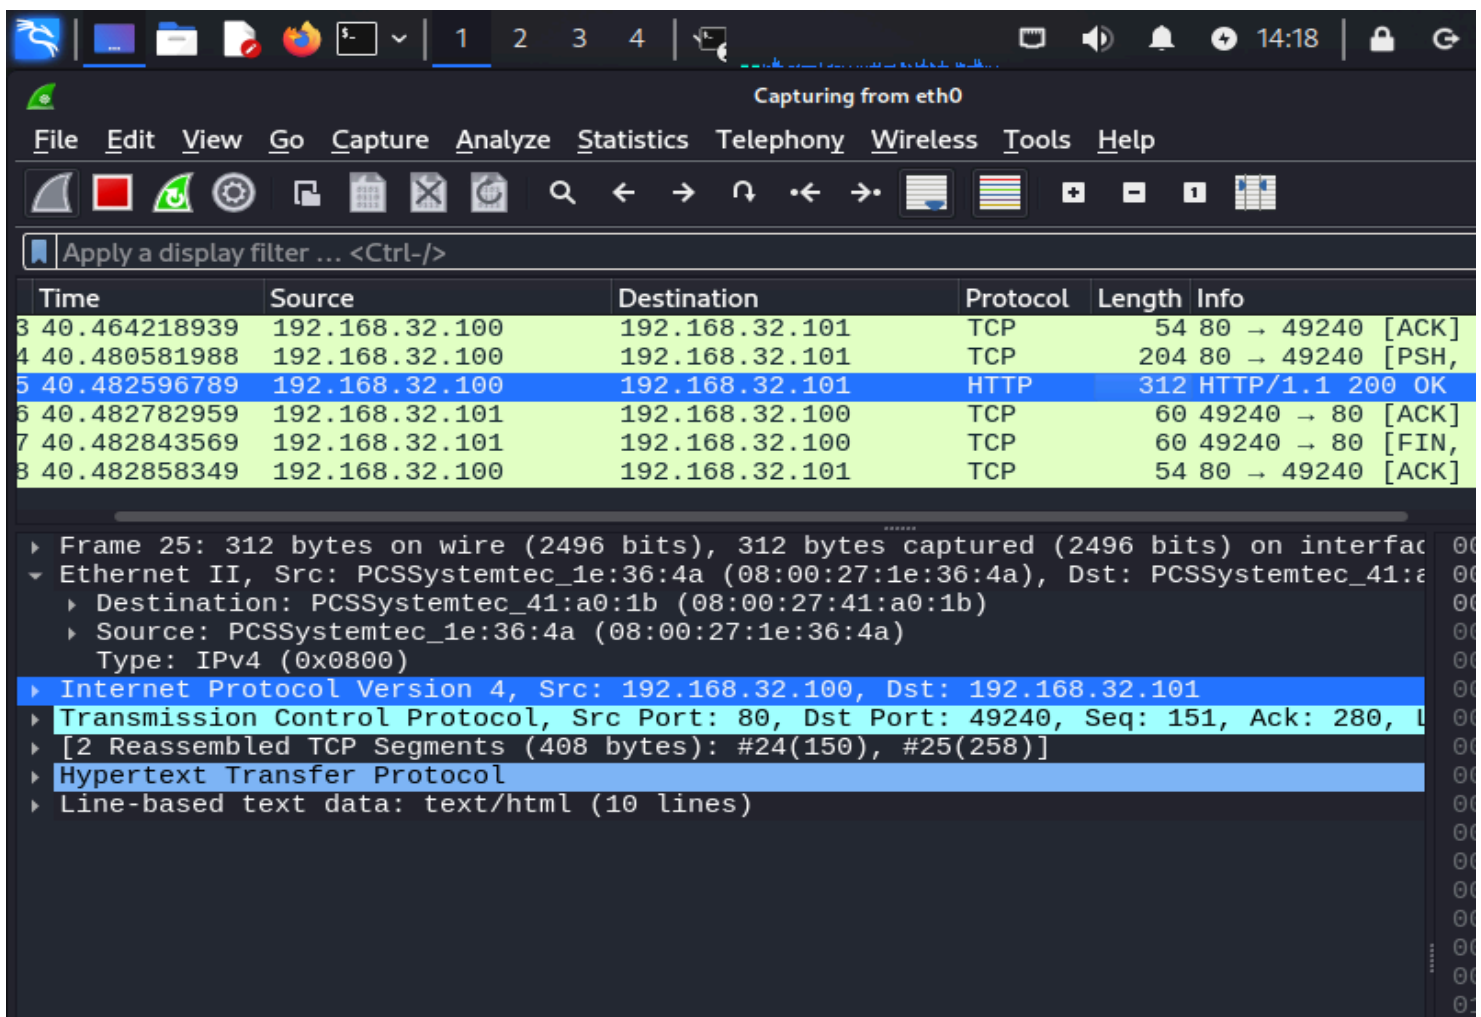 1 2 3 4 14:18
Capturing from eth0
File Edit View Go Capture Analyze Statistics Telephony Wireless Tools Help
Apply a display filter … <Ctrl-/>
Time Source Destination Protocol Length Info
3 40.464218939 192.168.32.100 192.168.32.101 TCP 54 80 → 49240 [ACK]
4 40.480581988 192.168.32.100 192.168.32.101 TCP 204 80 → 49240 [PSH,
5 40.482596789 192.168.32.100 192.168.32.101 HTTP 312 HTTP/1.1 200 OK
6 40.482782959 192.168.32.101 192.168.32.100 TCP 60 49240 → 80 [ACK]
7 40.482843569 192.168.32.101 192.168.32.100 TCP 60 49240 → 80 [FIN,
8 40.482858349 192.168.32.100 192.168.32.101 TCP 54 80 → 49240 [ACK]
Frame 25: 312 bytes on wire (2496 bits), 312 bytes captured (2496 bits) on interfac
Ethernet II, Src: PCSSystemtec_1e:36:4a (08:00:27:1e:36:4a), Dst: PCSSystemtec_41:a
Destination: PCSSystemtec_41:a0:1b (08:00:27:41:a0:1b)
Source: PCSSystemtec_1e:36:4a (08:00:27:1e:36:4a)
Type: IPv4 (0x0800)
Internet Protocol Version 4, Src: 192.168.32.100, Dst: 192.168.32.101
Transmission Control Protocol, Src Port: 80, Dst Port: 49240, Seq: 151, Ack: 280, L
[2 Reassembled TCP Segments (408 bytes): #24(150), #25(258)]
Hypertext Transfer Protocol
Line-based text data: text/html (10 lines)